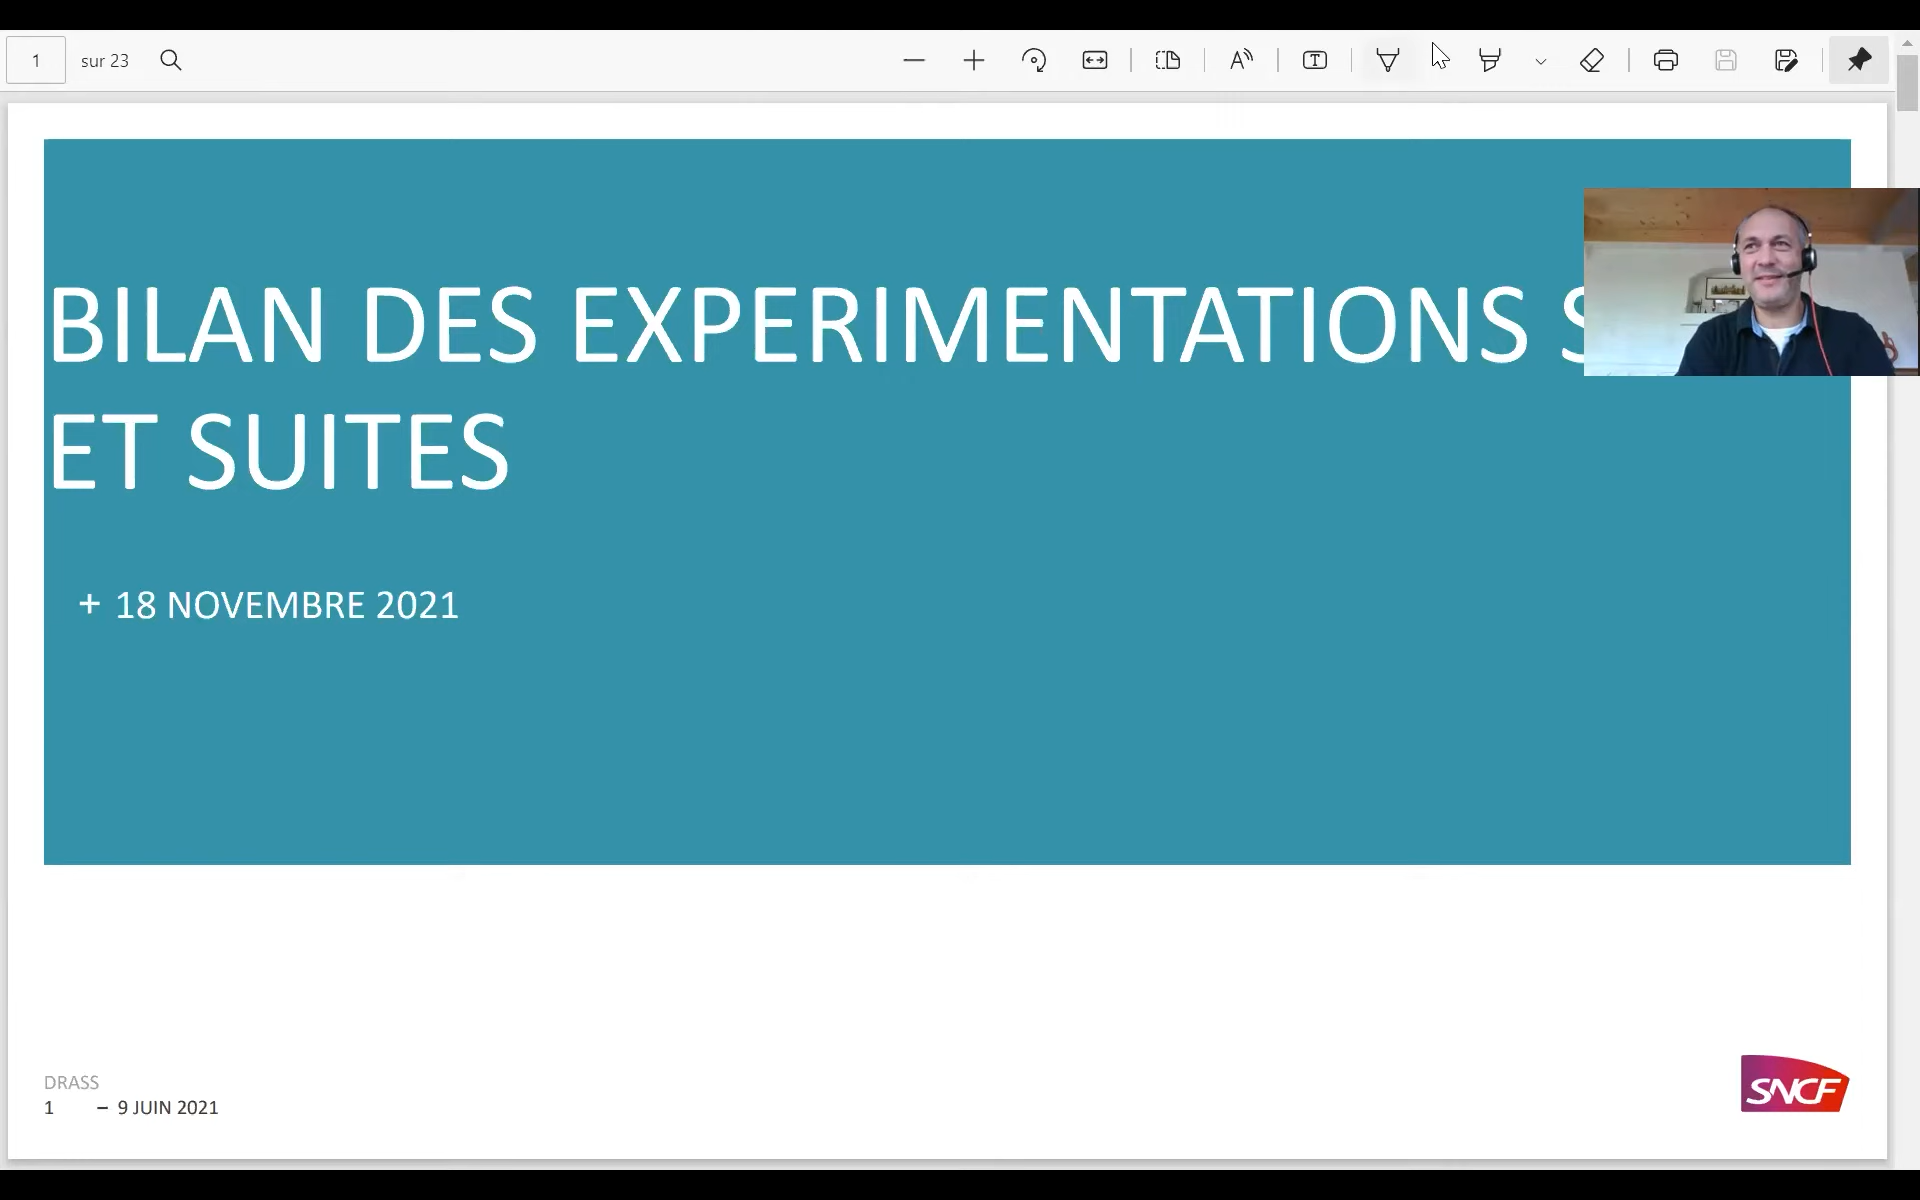 1 sur 23
BILAN DES EXPERIMENTATIONS
ET SUITES
+ 18 NOVEMBRE 2021
DRASS
1 – 9 JUIN 2021
SNCF